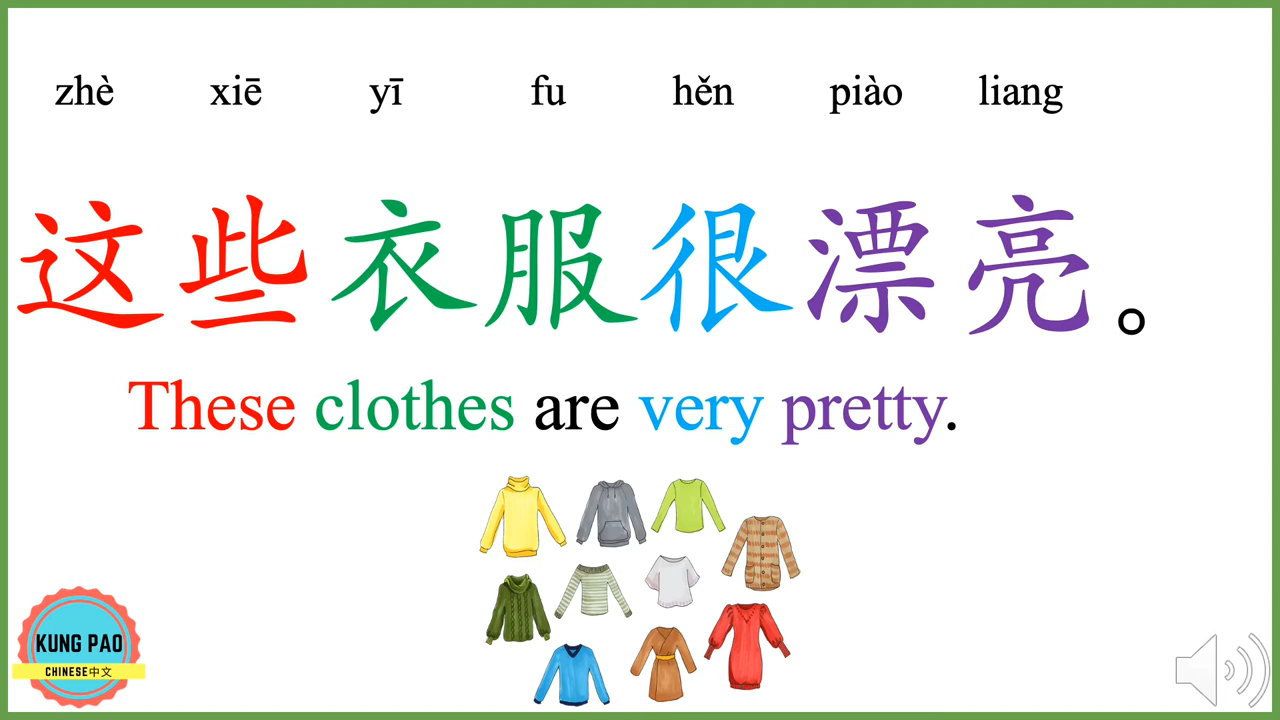 zhè xiē yī fu hěn piào liang
这些衣服很漂亮。
These clothes are very pretty.
KUNG PAO
CHINESE中文